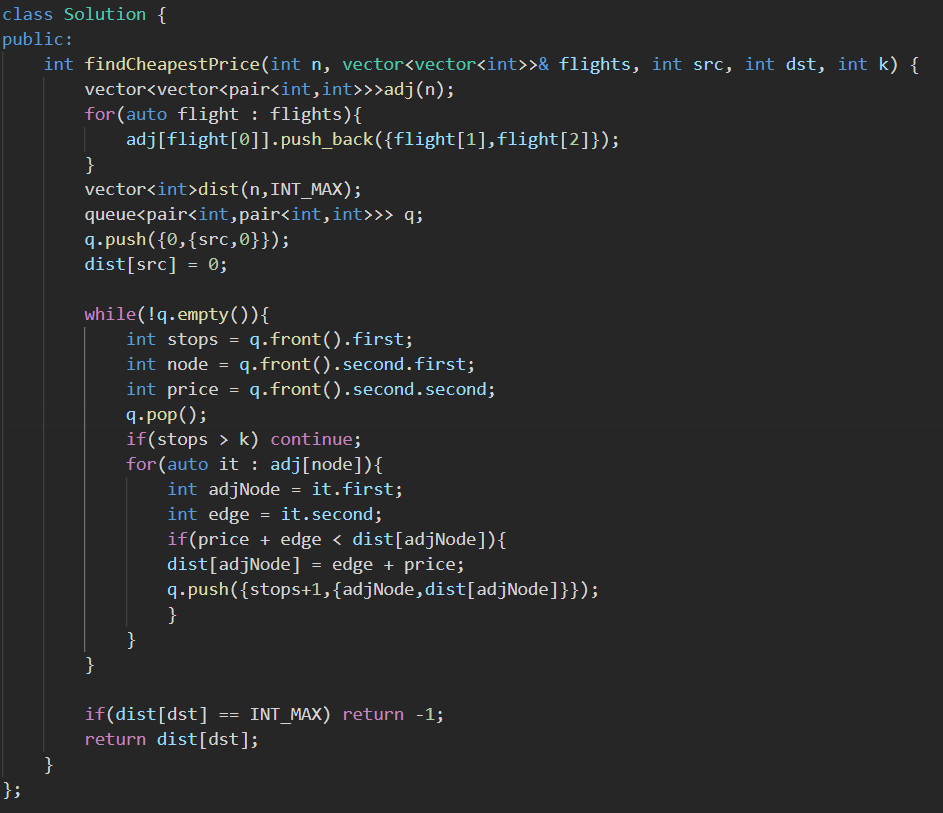 class Solution {
public:
    int findCheapestPrice(int n, vector<vector<int>>& flights, int src, int dst, int k) {
        vector<vector<pair<int,int>>>adj(n);
        for(auto flight : flights){
            adj[flight[0]].push_back({flight[1],flight[2]});
        }
        vector<int>dist(n,INT_MAX);
        queue<pair<int,pair<int,int>>> q;
        q.push({0,{src,0}});
        dist[src] = 0;

        while(!q.empty()){
            int stops = q.front().first;
            int node = q.front().second.first;
            int price = q.front().second.second;
            q.pop();
            if(stops > k) continue;
            for(auto it : adj[node]){
                int adjNode = it.first;
                int edge = it.second;
                if(price + edge < dist[adjNode]){
                dist[adjNode] = edge + price;
                q.push({stops+1,{adjNode,dist[adjNode]}});
                }
            }
        }

        if(dist[dst] == INT_MAX) return -1;
        return dist[dst];
    }
};